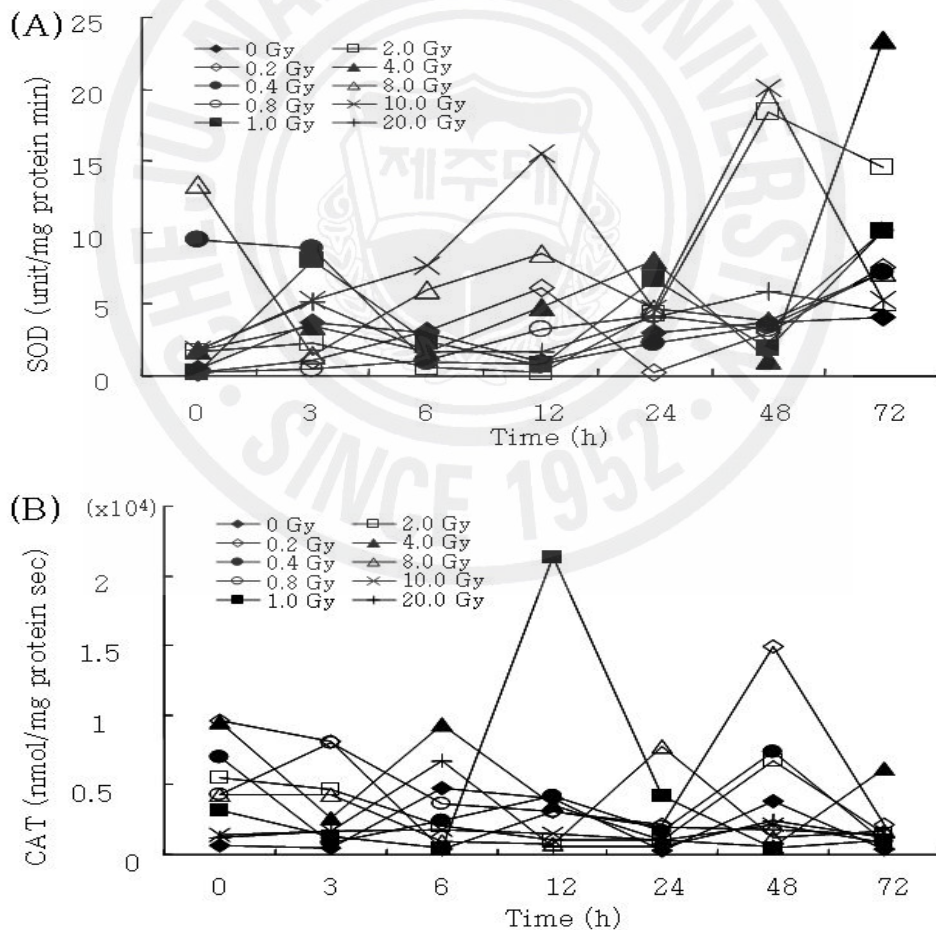 (A)
25
20
15
10
5
0
SOD (unit/mg protein min)
0 Gy
0.2 Gy
0.4 Gy
0.8 Gy
1.0 Gy
2.0 Gy
4.0 Gy
8.0 Gy
10.0 Gy
20.0 Gy
0 3 6 12 24 48 72
Time (h)
제주대
SINCE 1952
(B)
(x10⁴)
2
1.5
1
0.5
0
CAT (nmol/mg protein sec)
0 Gy
0.2 Gy
0.4 Gy
0.8 Gy
1.0 Gy
2.0 Gy
4.0 Gy
8.0 Gy
10.0 Gy
20.0 Gy
0 3 6 12 24 48 72
Time (h)